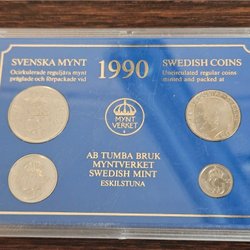 SVENSKA MYNT
Ocirkulerade reguljära mynt
präglade och förpackade vid
1990
SWEDISH COINS
Uncirculated regular coins
minted and packed at
MYNT
VERKET
AB TUMBA BRUK
MYNTVERKET
SWEDISH MINT
ESKILSTUNA